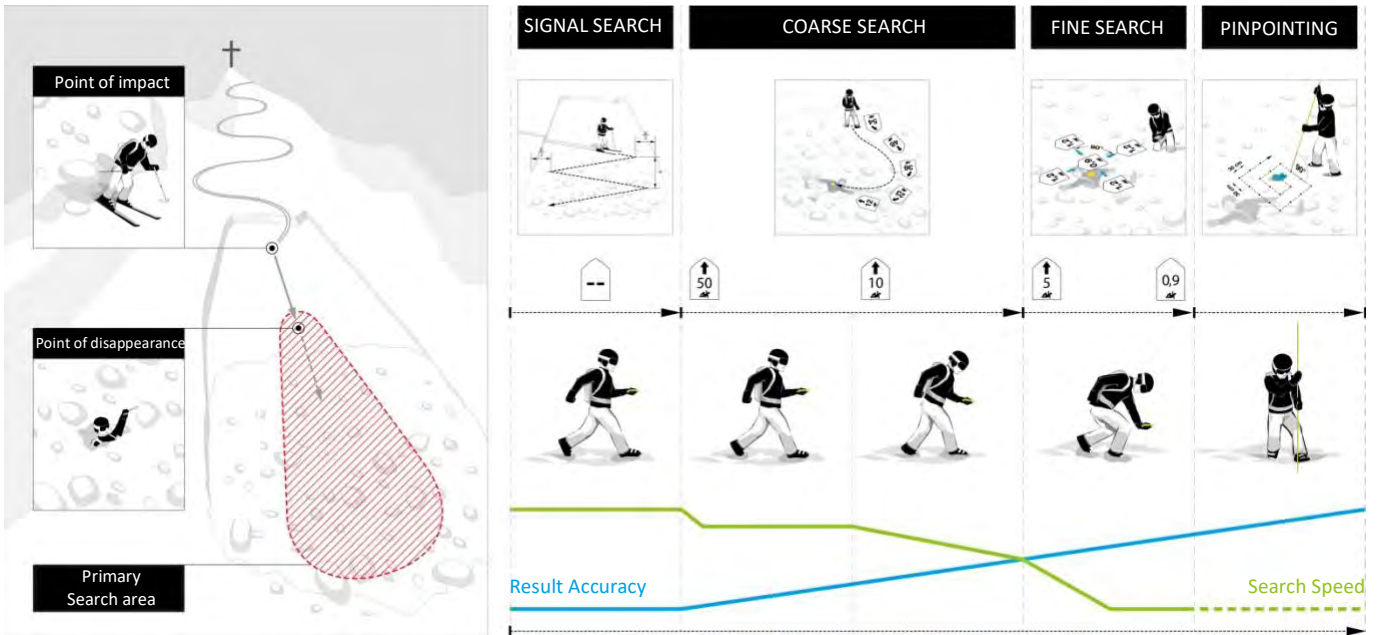 Point of impact
Point of disappearance
Primary
Search area
SIGNAL SEARCH
COARSE SEARCH
FINE SEARCH
PINPOINTING
--
50
10
5
0,9
Result Accuracy
Search Speed